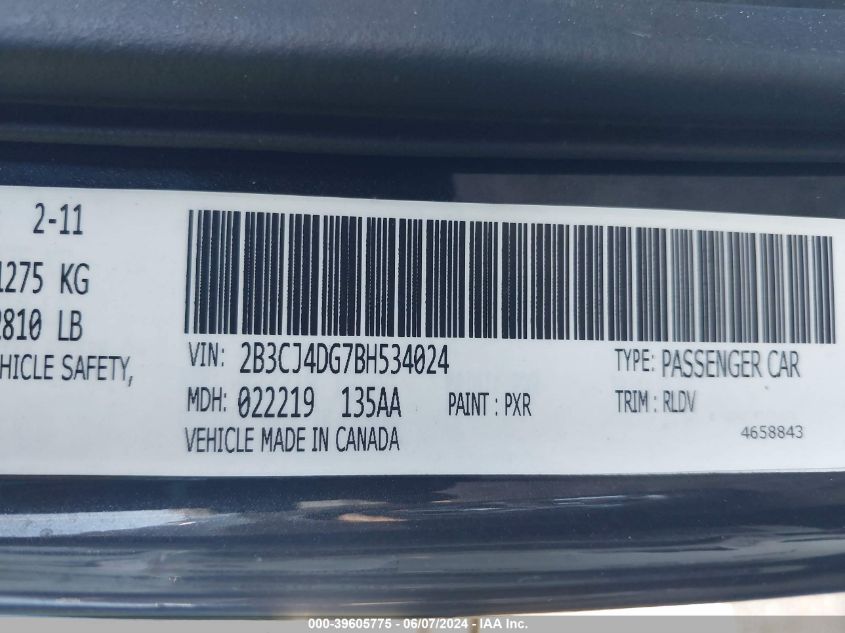 2-11
1275 KG
2810 LB
VEHICLE SAFETY,
VIN: 2B3CJ4DG7BH534024 TYPE: PASSENGER CAR
MDH: 022219 135AA PAINT: PXR TRIM: RLDV
VEHICLE MADE IN CANADA 4658843
000-39605775 - 06/07/2024 - IAA Inc.